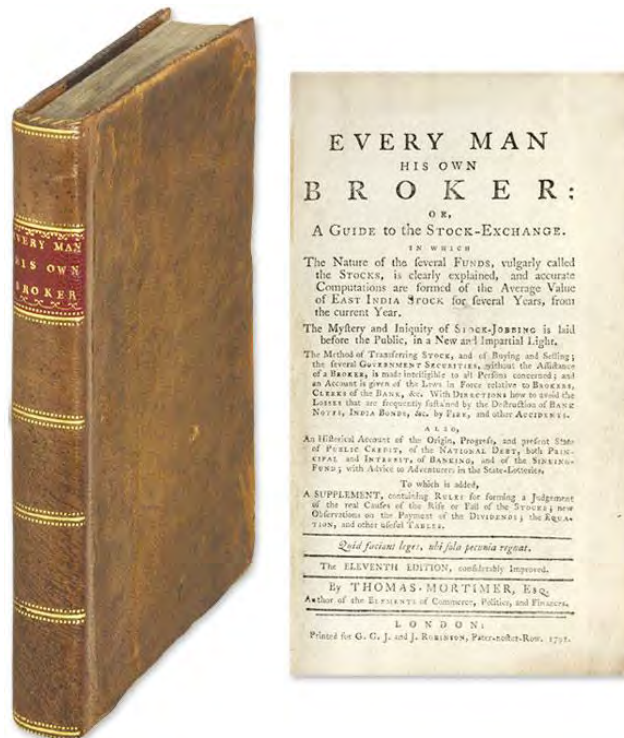 EVERY MAN
HIS OWN
BROKER
EVERY MAN
HIS OWN
BROKER:
OR,
A GUIDE to the STOCK-EXCHANGE.
IN WHICH
The Nature of the ſeveral FUNDS, vulgarly called
the STOCKS, is clearly explained, and accurate
Computations are formed of the Average Value
of EAST INDIA STOCK for ſeveral Years, from
the current Year.
The Myſtery and Iniquity of STOCK-JOBBING is laid
before the Public, in a New and Impartial Light.
The Method of Transferring STOCK, and of Buying and Selling;
the ſeveral GOVERNMENT SECURITIES, without the Aſſiſtance
of a BROKER, is made intelligible to all Perſons concerned; and
an Account is given of the Laws in Force relative to BROKERS,
CLERKS of the BANK, &c. With DIRECTIONS how to avoid the
LOSSES that are frequently ſuſtained by the Deſtruction of BANK
NOTES, INDIA BONDS, &c. by FIRE, and other ACCIDENTS.
ALSO,
An Hiſtorical Account of the Origin, Progreſs, and preſent State
of PUBLIC CREDIT, of the NATIONAL DEBT, both PRIN-
CIPAL and INTEREST, of BANKING, and of the SINKING-
FUND; with Advice to Adventurers in the State-Lotteries.
To which is added,
A SUPPLEMENT, containing RULES for forming a Judgement
of the real Cauſes of the Riſe or Fall of the STOCKS; new
Obſervations on the Payment of the DIVIDENDS; the EQUA-
TION, and other uſeful TABLES.
Quid faciant leges, ubi ſola pecunia regnat.
The ELEVENTH EDITION, conſiderably Improved.
By THOMAS MORTIMER, ESQ.
Author of the ELEMENTS of Commerce, Politics, and Finances.
LONDON:
Printed for G. G. J. and J. ROBINSON, Pater-noſter-Row. 1791.